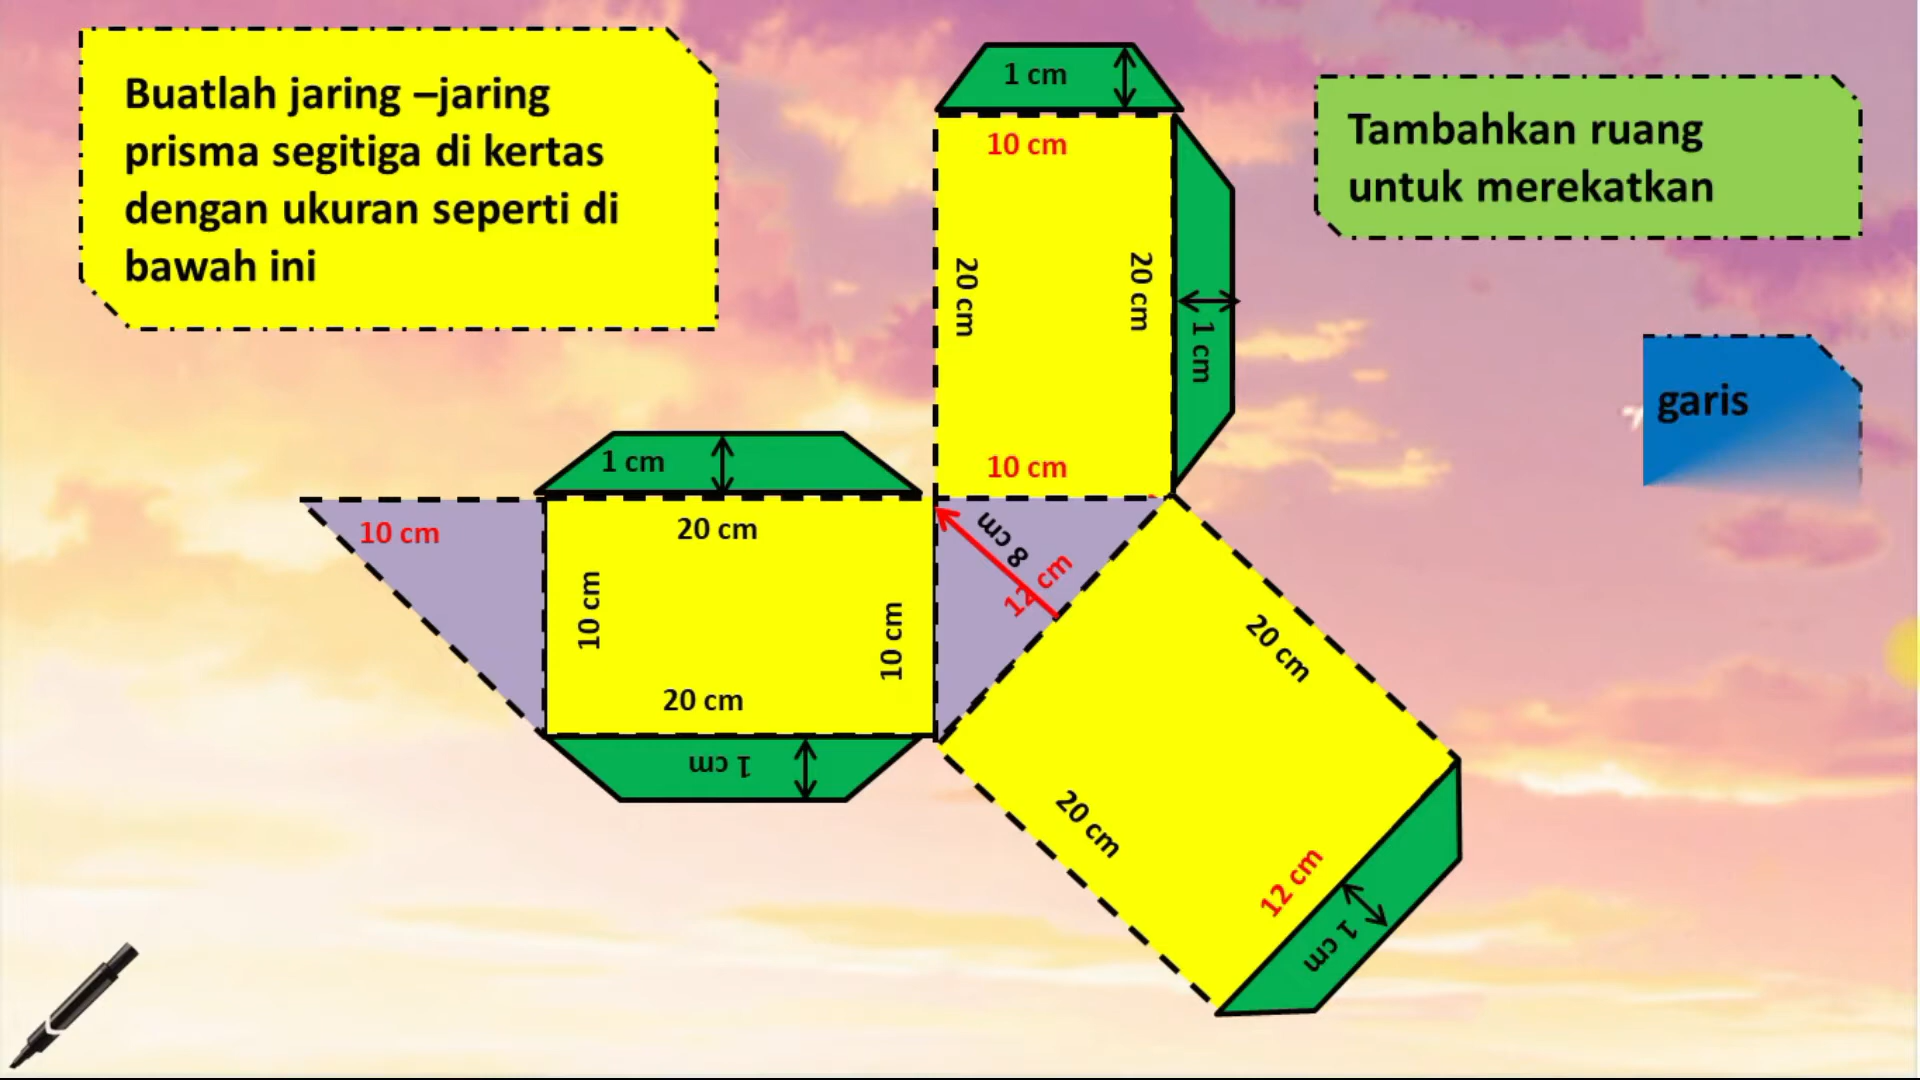 Buatlah jaring –jaring
prisma segitiga di kertas
dengan ukuran seperti di
bawah ini
1 cm
10 cm
20 cm
20 cm
1 cm
10 cm
Tambahkan ruang
untuk merekatkan
garis
1 cm
10 cm
20 cm
10 cm
10 cm
20 cm
1 cm
8 cm
12 cm
20 cm
20 cm
12 cm
1 cm